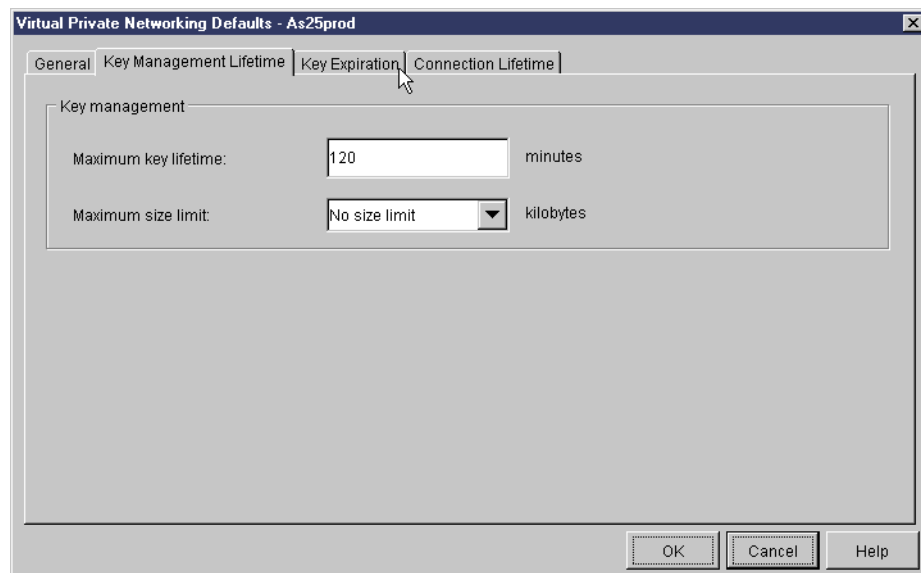 Virtual Private Networking Defaults - As25prod
General Key Management Lifetime Key Expiration Connection Lifetime
Key management
Maximum key lifetime: 120 minutes
Maximum size limit: No size limit kilobytes
OK Cancel Help